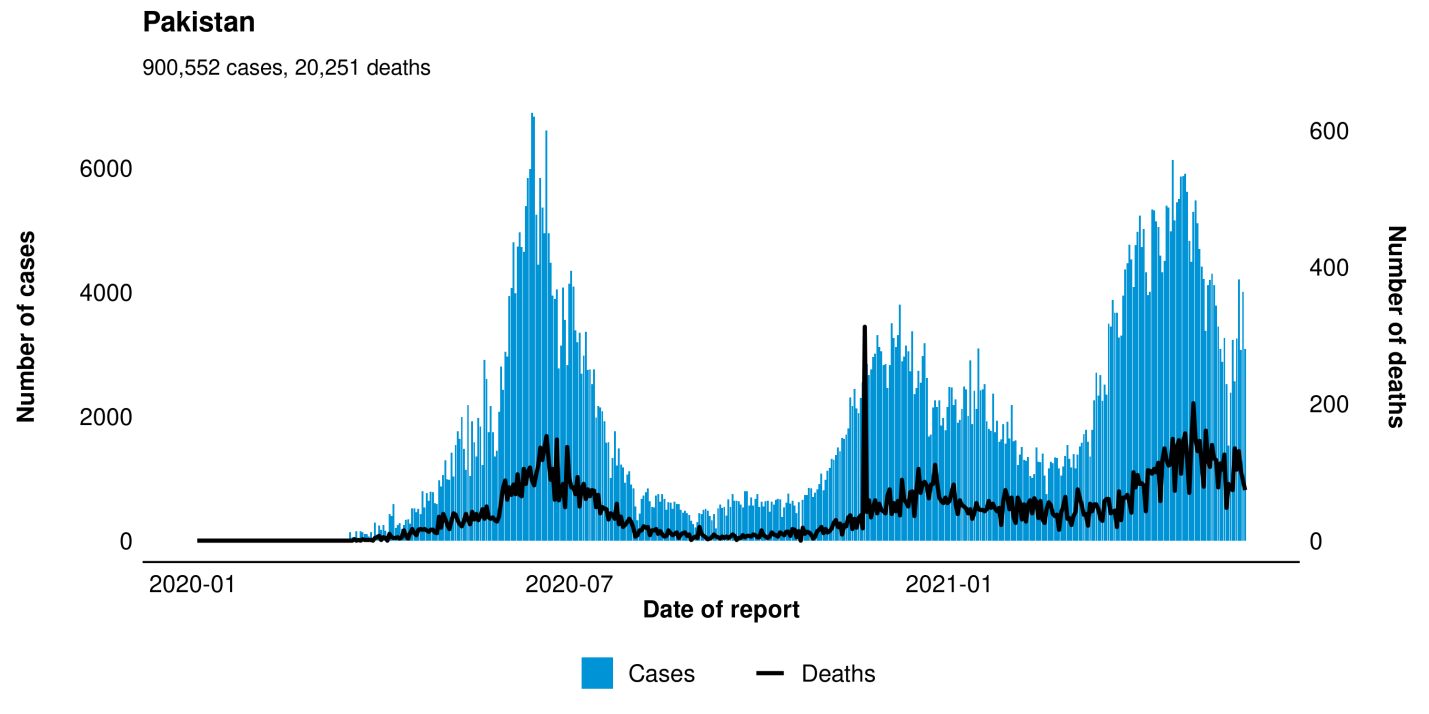 Pakistan
900,552 cases, 20,251 deaths
Number of cases
6000
4000
2000
0
600
400
200
0
Number of deaths
2020-01
2020-07
2021-01
Date of report
Cases
Deaths